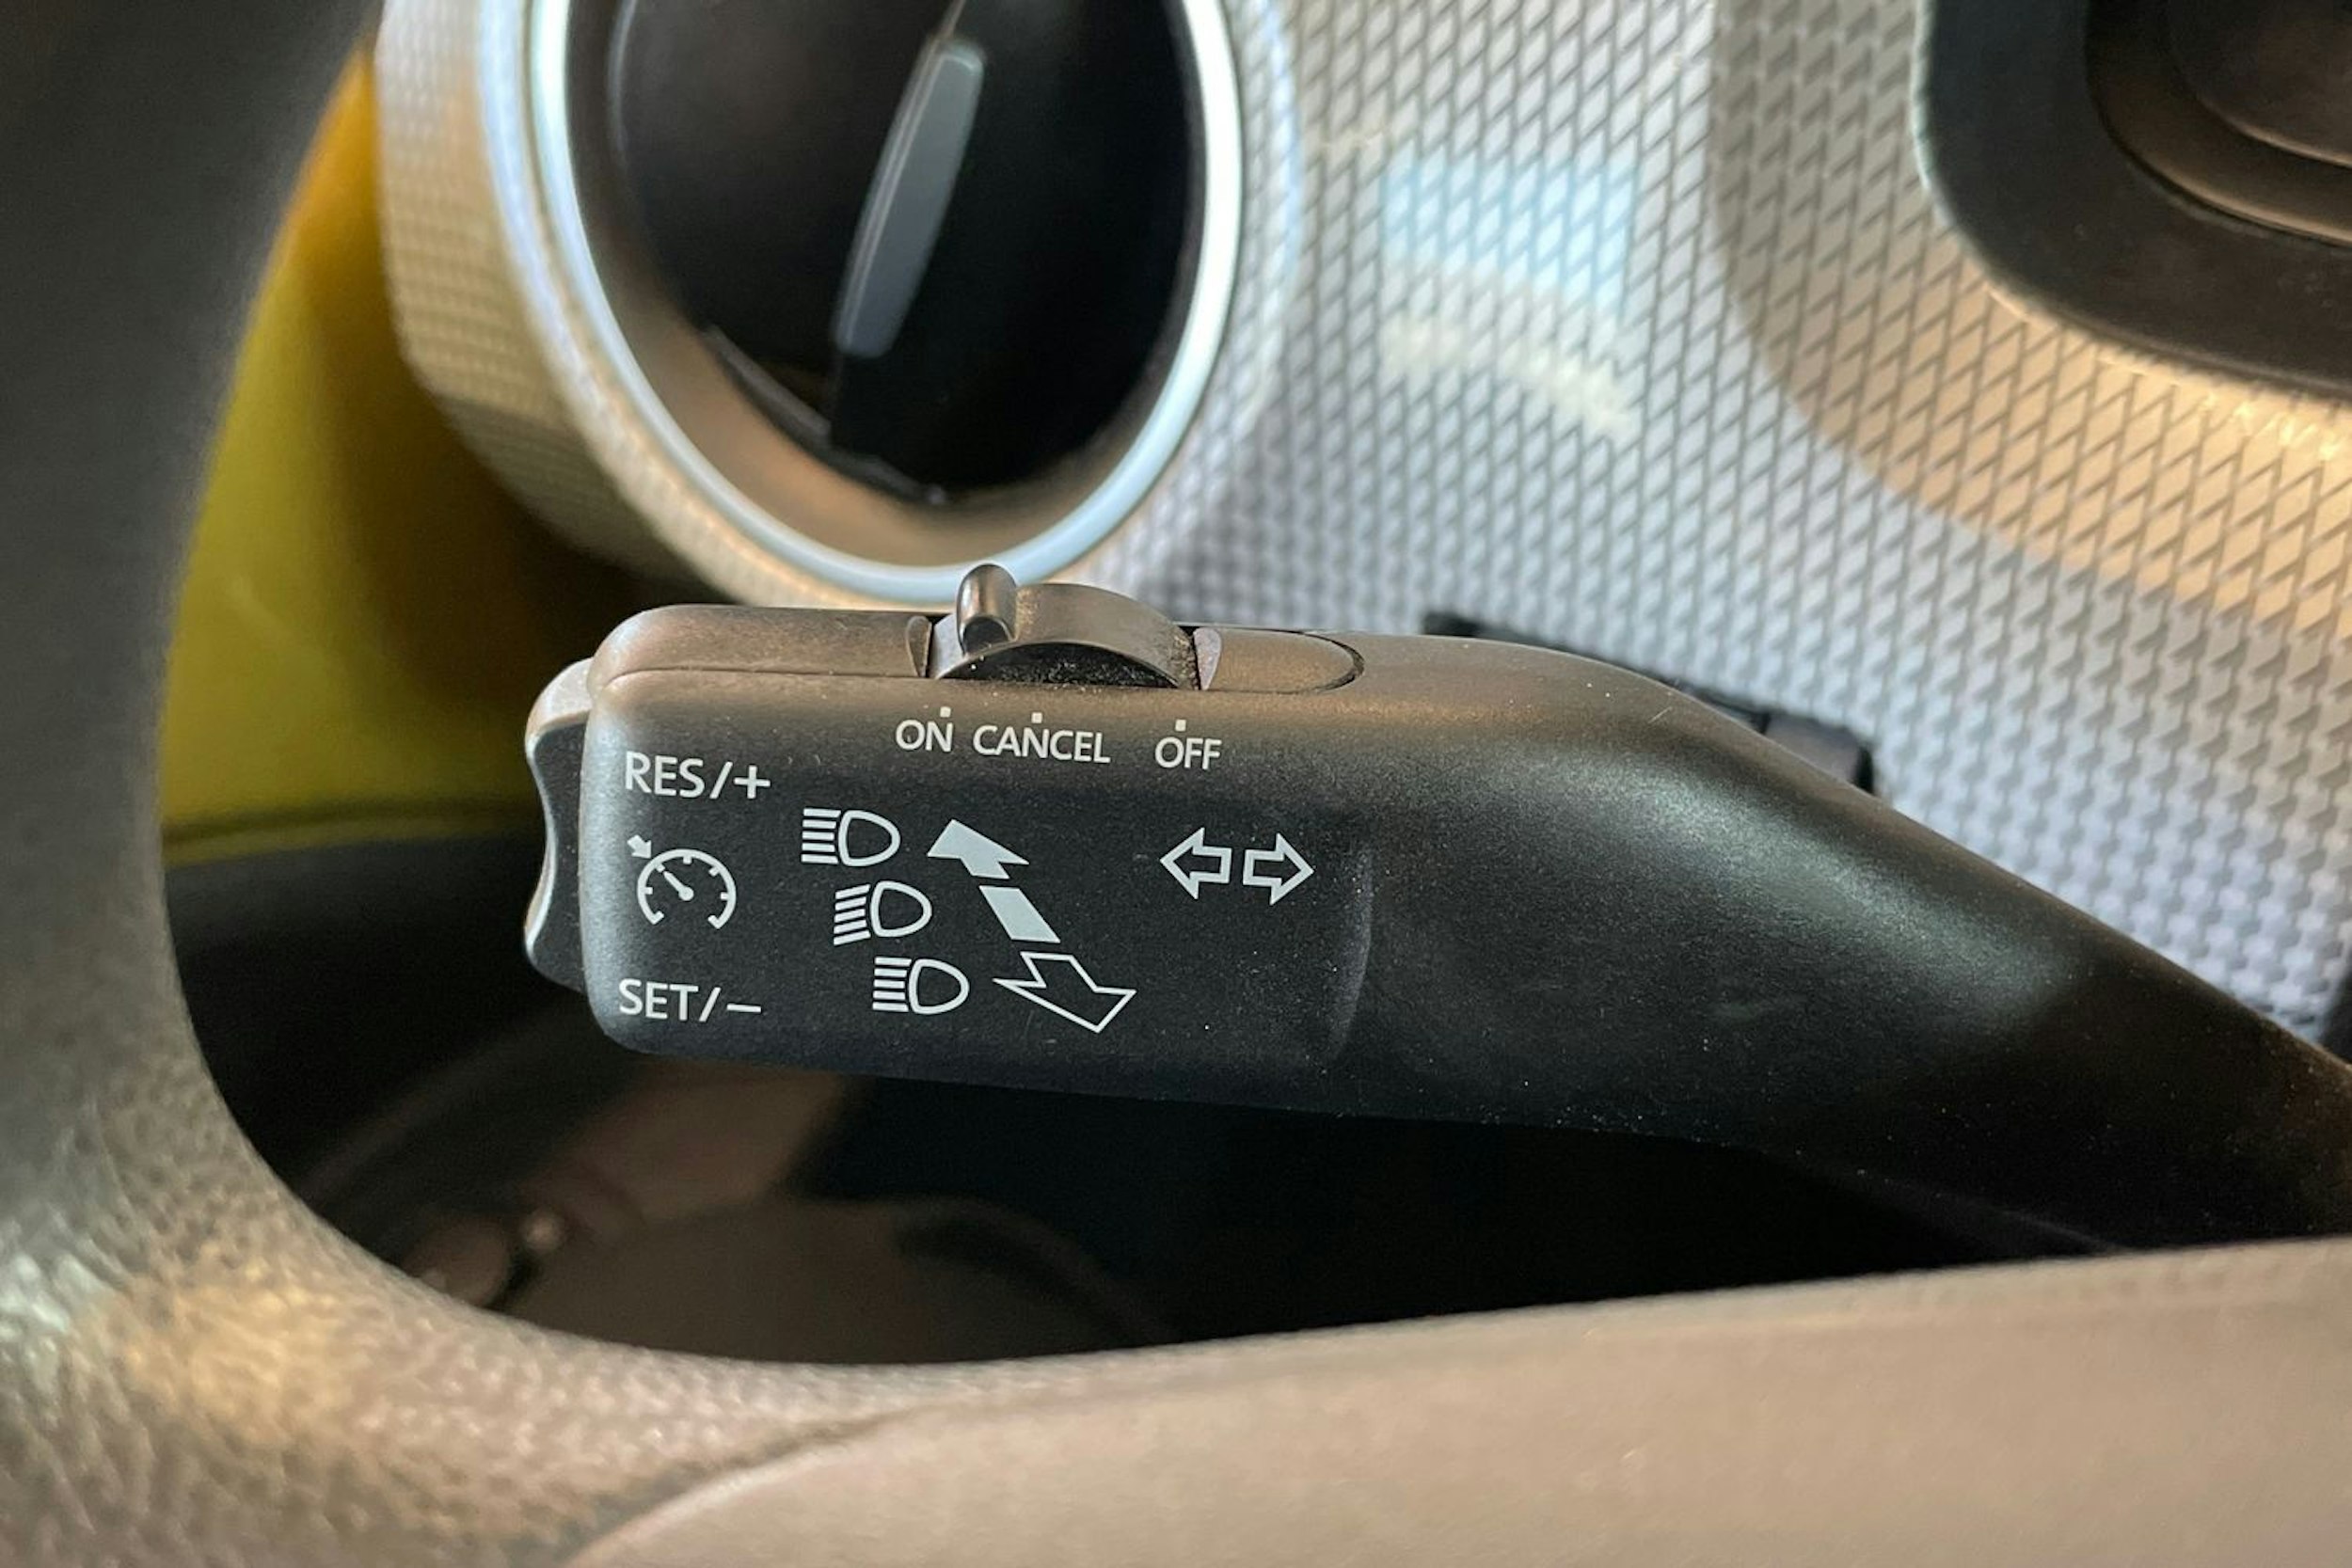 ON CANCEL OFF
RES/+
SET/−